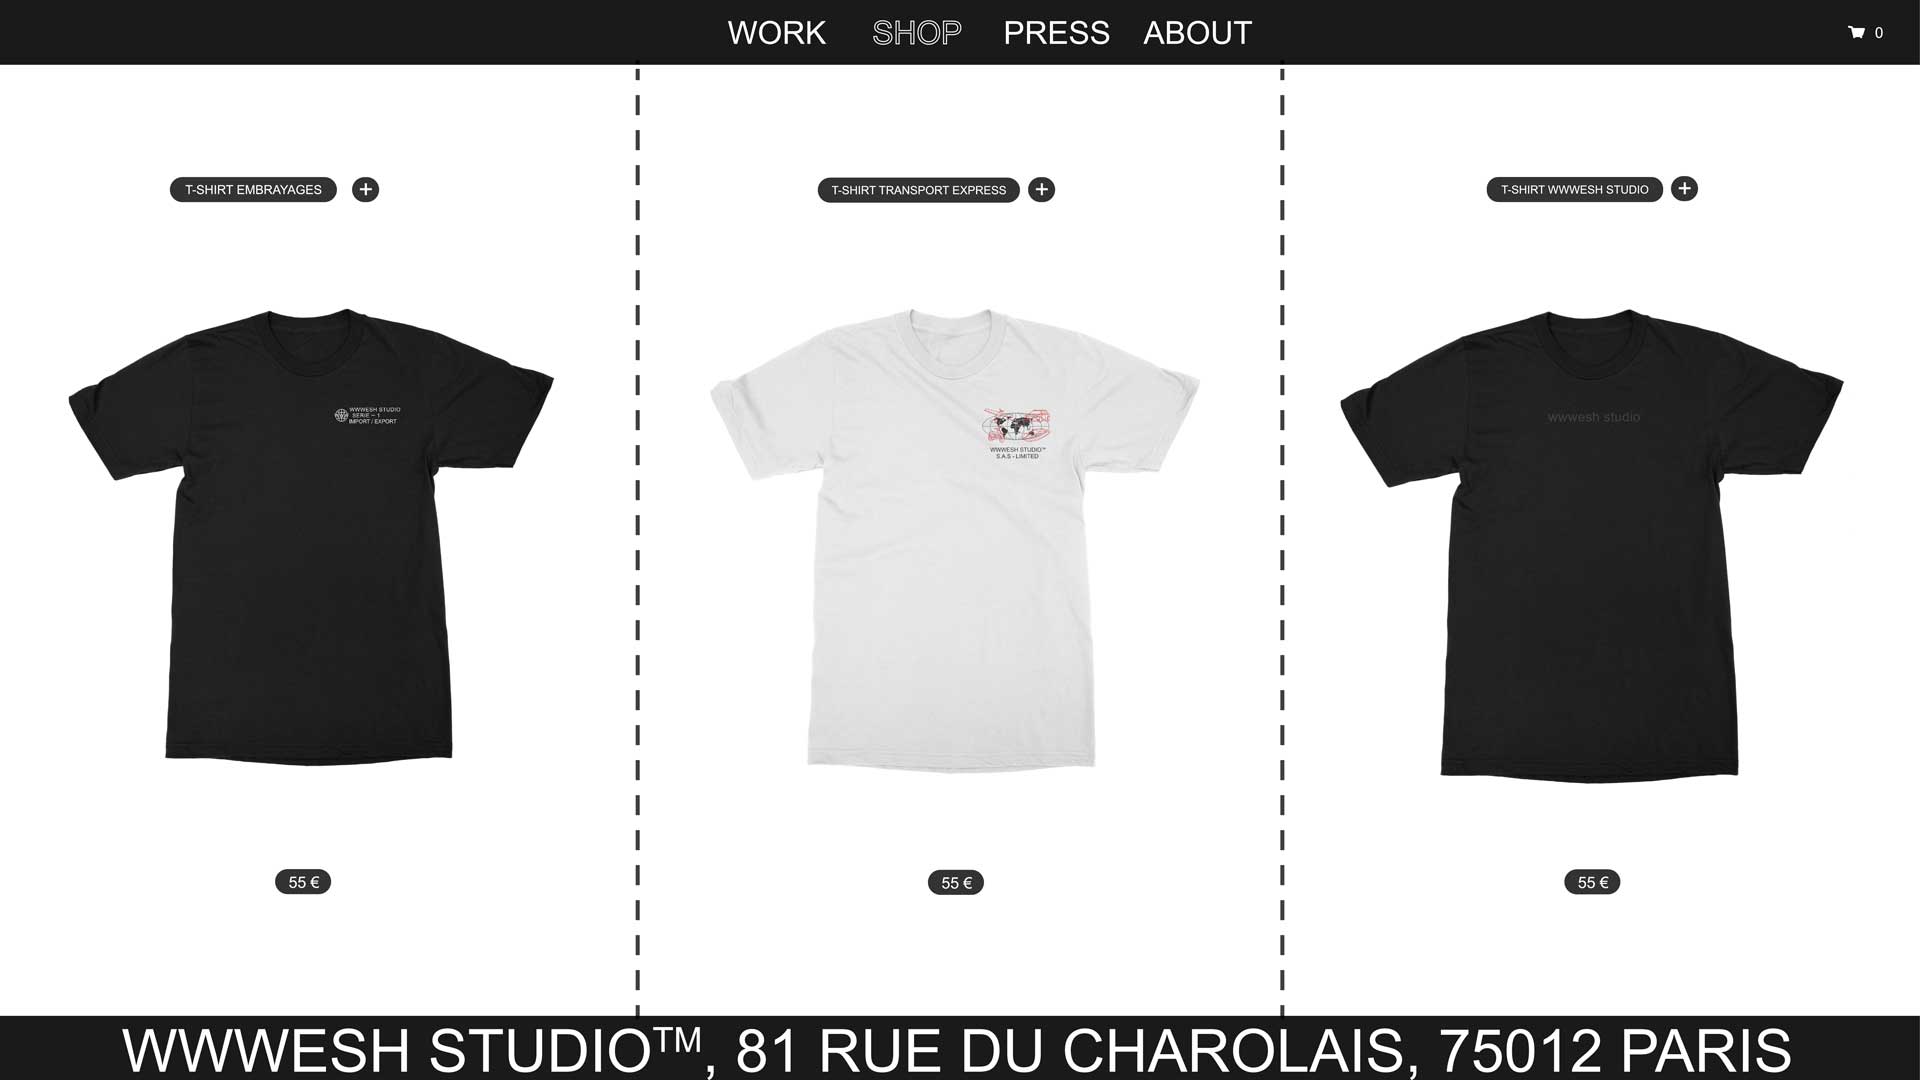 WORK SHOP PRESS ABOUT 0
T-SHIRT EMBRAYAGES +
T-SHIRT TRANSPORT EXPRESS +
T-SHIRT WWWESH STUDIO +
WWW
WWWESH STUDIO
SERIE – 1
IMPORT / EXPORT
WWWESH STUDIO™
S.A.S - LIMITED
wwwesh studio
55 €
55 €
55 €
WWWESH STUDIO™, 81 RUE DU CHAROLAIS, 75012 PARIS